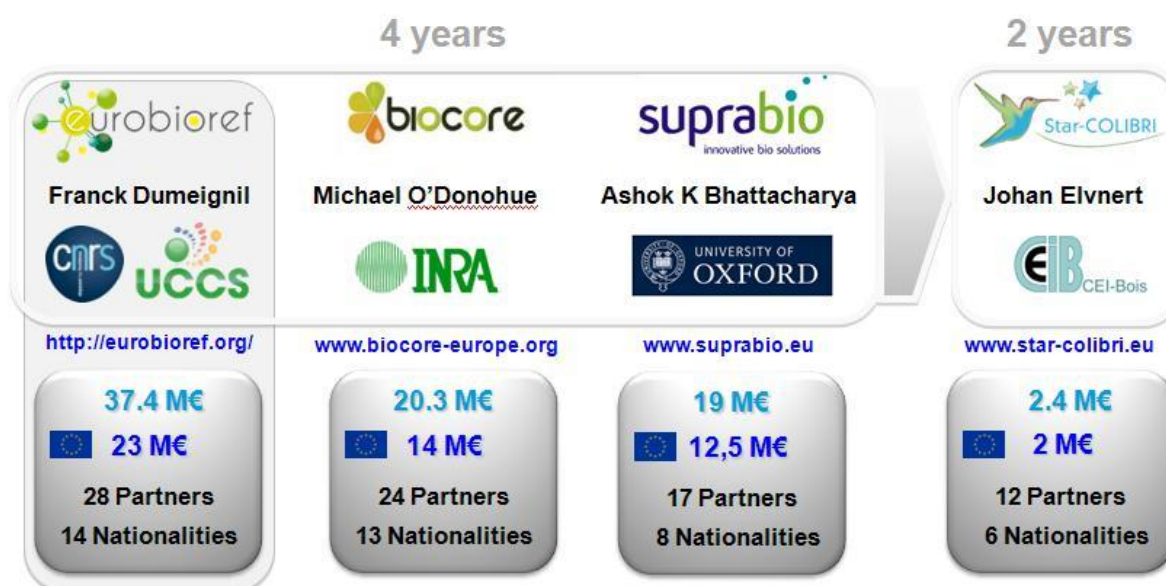 4 years
2 years
eurobioref
biocore
suprabio
innovative bio solutions
Star-COLIBRI
Franck Dumeignil
Michael O'Donohue
Ashok K Bhattacharya
Johan Elvnert
cnrs
UCCS
INRA
UNIVERSITY OF
OXFORD
CEIB
CEI-Bois
http://eurobioref.org/
www.biocore-europe.org
www.suprabio.eu
www.star-colibri.eu
37.4 M€
23 M€
28 Partners
14 Nationalities
20.3 M€
14 M€
24 Partners
13 Nationalities
19 M€
12,5 M€
17 Partners
8 Nationalities
2.4 M€
2 M€
12 Partners
6 Nationalities